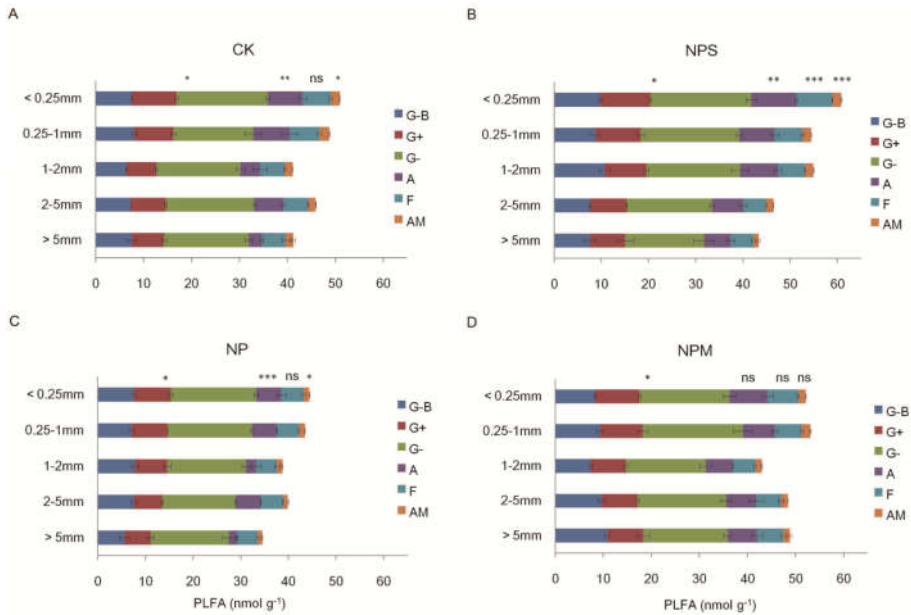 A
CK
* ** ns *
< 0.25mm
0.25-1mm
1-2mm
2-5mm
> 5mm
0 10 20 30 40 50 60
G-B
G+
G-
A
F
AM
B
NPS
* ** *** ***
< 0.25mm
0.25-1mm
1-2mm
2-5mm
> 5mm
0 10 20 30 40 50 60
G-B
G+
G-
A
F
AM
C
NP
* *** ns *
< 0.25mm
0.25-1mm
1-2mm
2-5mm
> 5mm
0 10 20 30 40 50 60
PLFA (nmol g-1)
G-B
G+
G-
A
F
AM
D
NPM
* ns ns ns
< 0.25mm
0.25-1mm
1-2mm
2-5mm
> 5mm
0 10 20 30 40 50 60
PLFA (nmol g-1)
G-B
G+
G-
A
F
AM